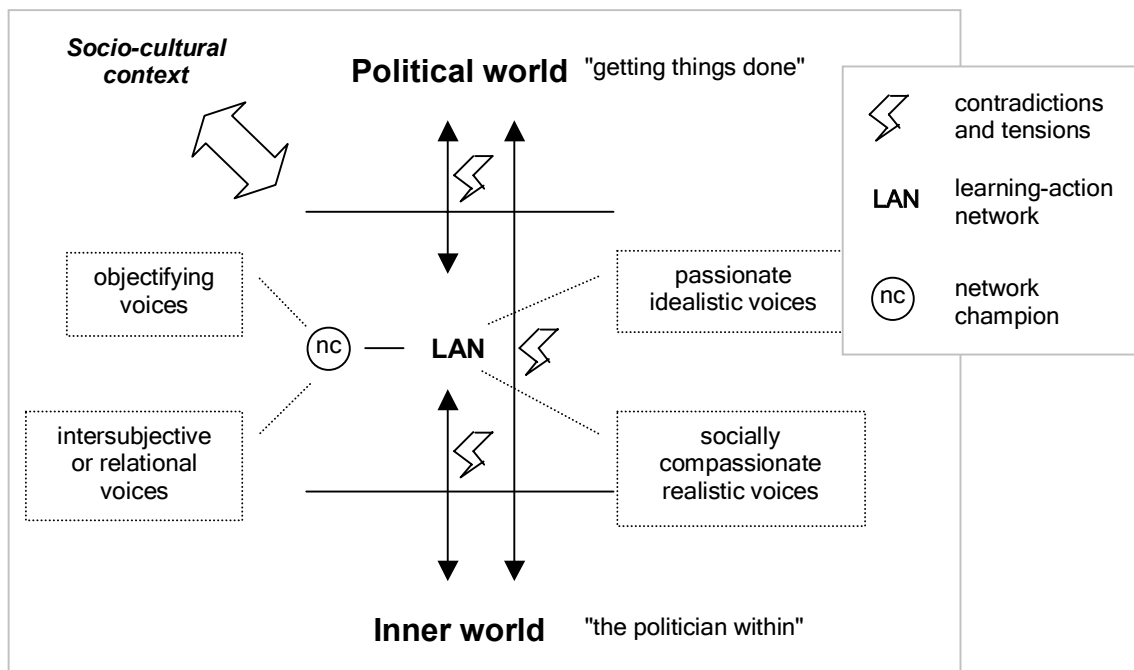 Socio-cultural
context
Political world "getting things done"
contradictions
and tensions
LAN learning-action
network
nc network
champion
objectifying
voices
passionate
idealistic voices
nc
LAN
intersubjective
or relational
voices
socially
compassionate
realistic voices
Inner world "the politician within"